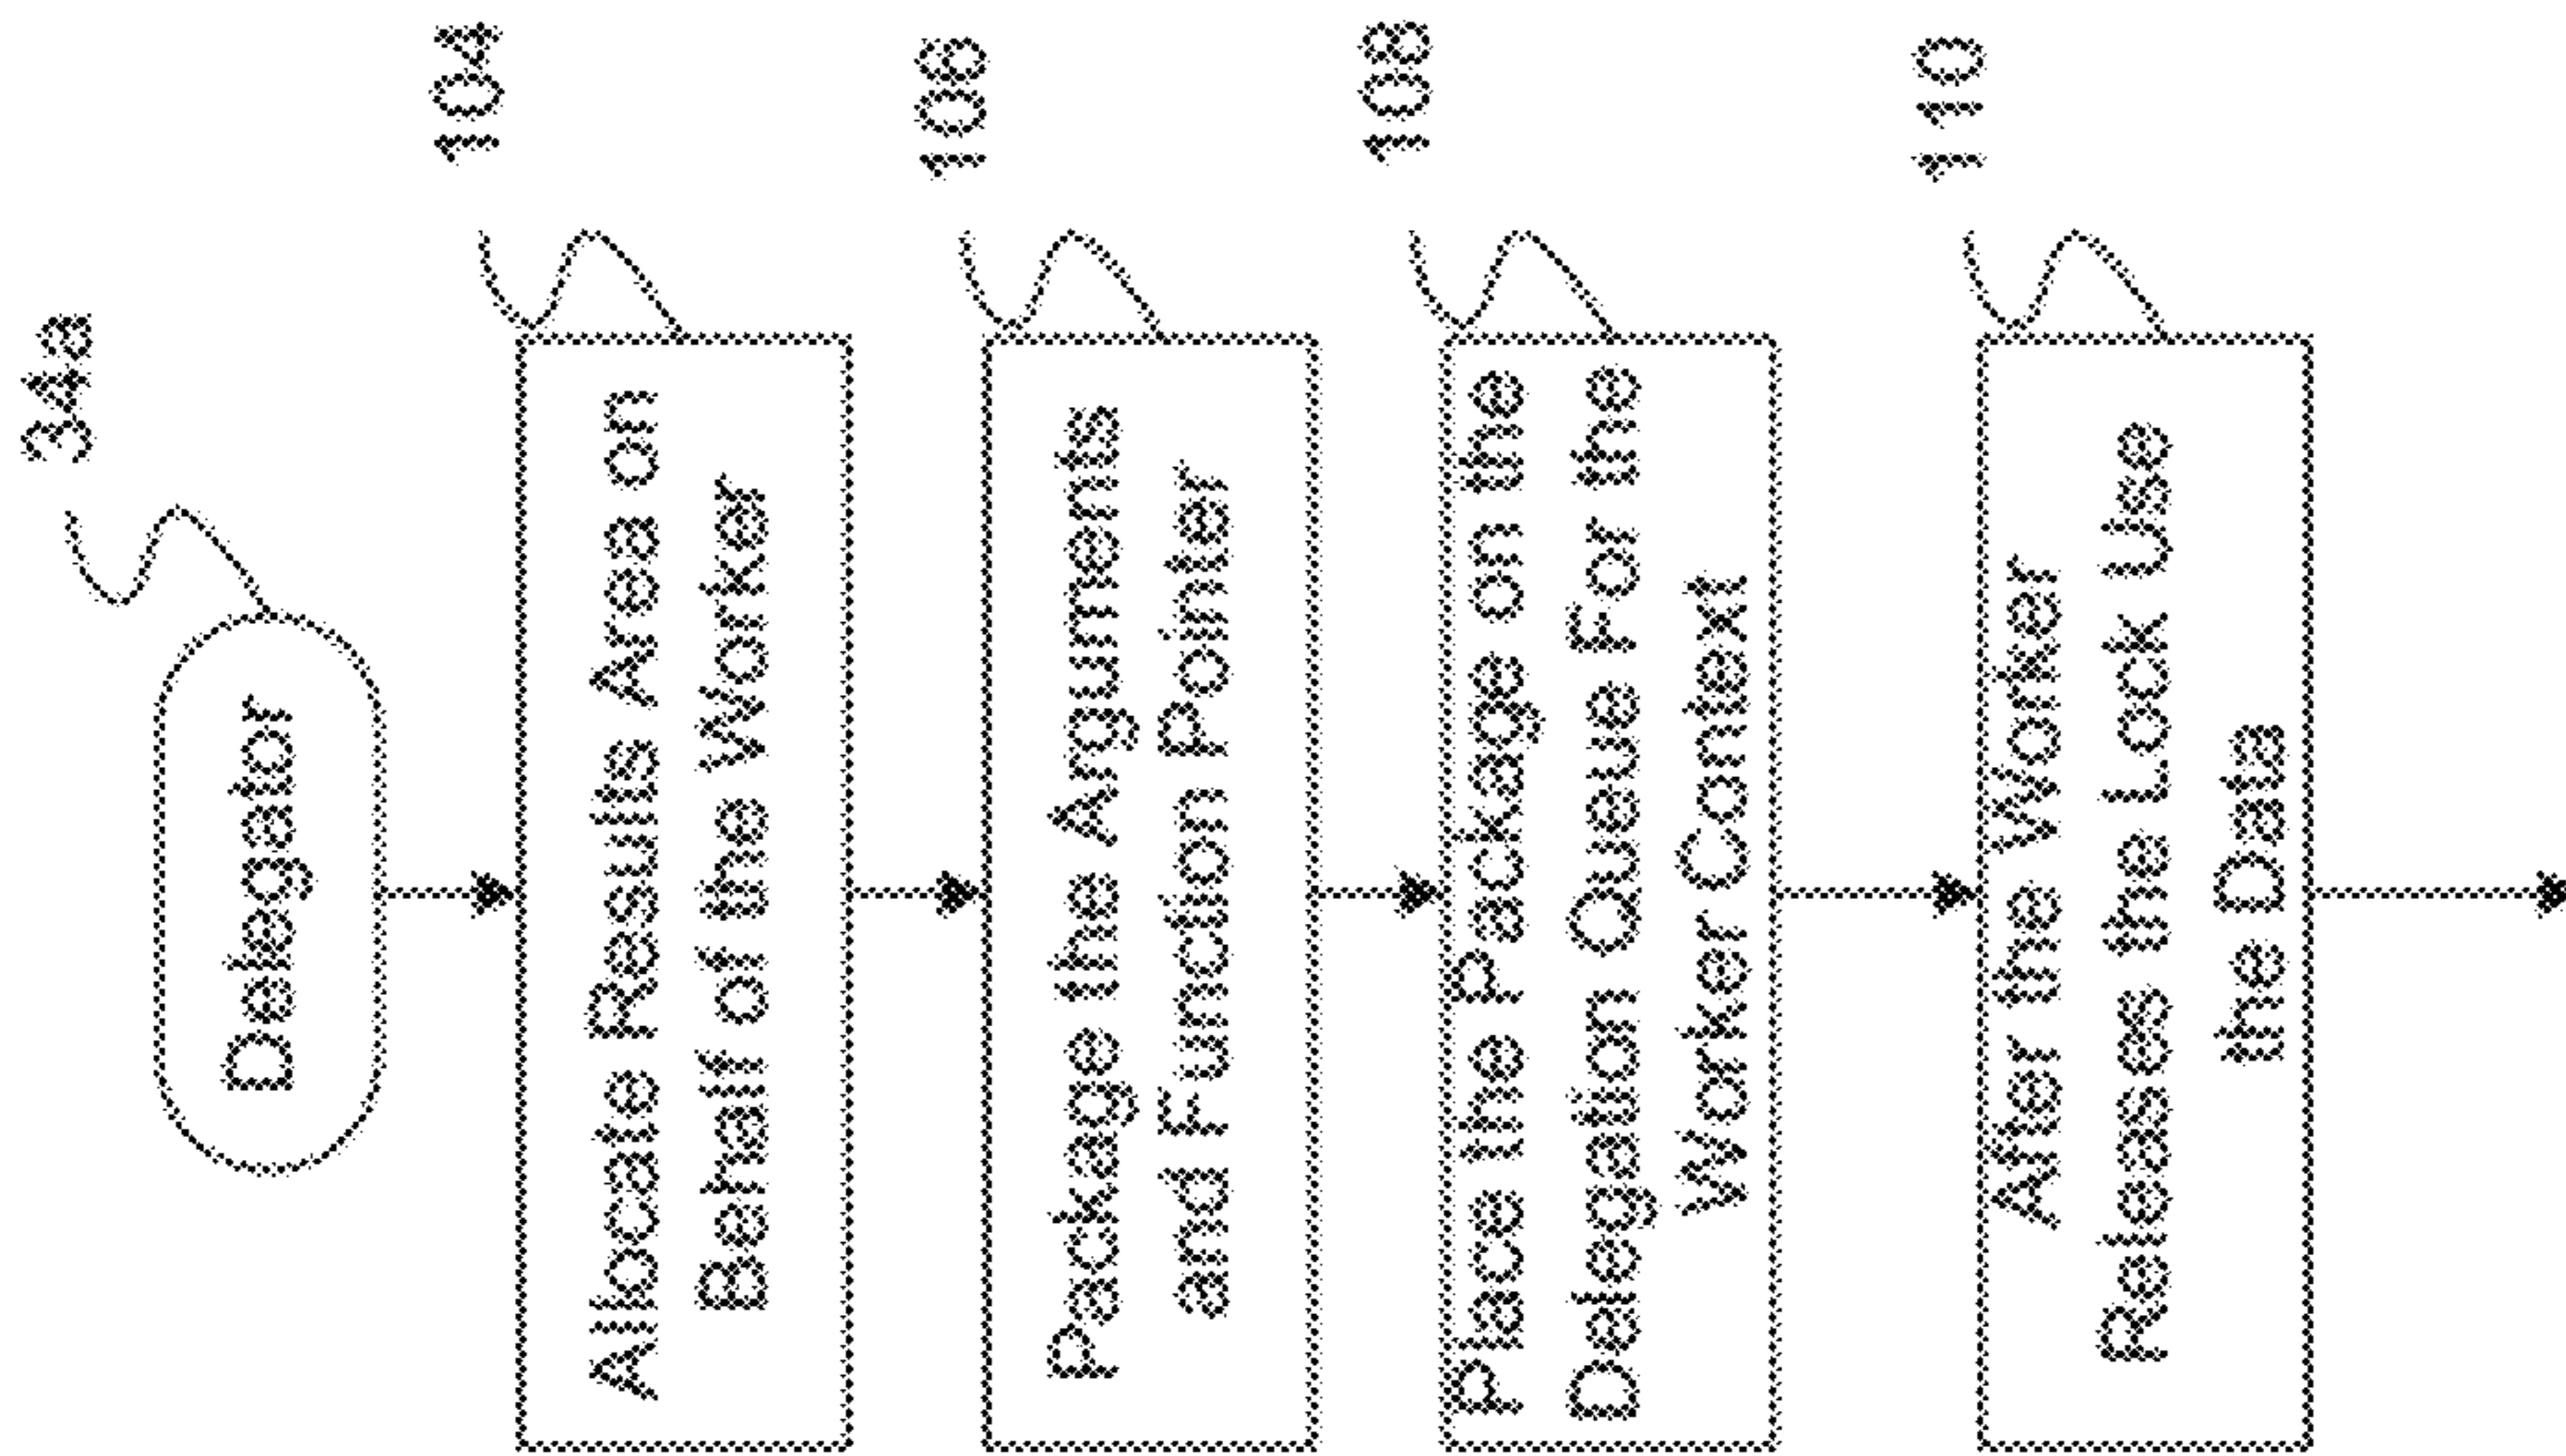 34a
Delegator
104
Allocate Results Area on
Behalf of the Worker
106
Package the Arguments
and Function Pointer
108
Place the Package on the
Delegation Queue For the
Worker Context
110
After the Worker
Releases the Lock Use
the Data